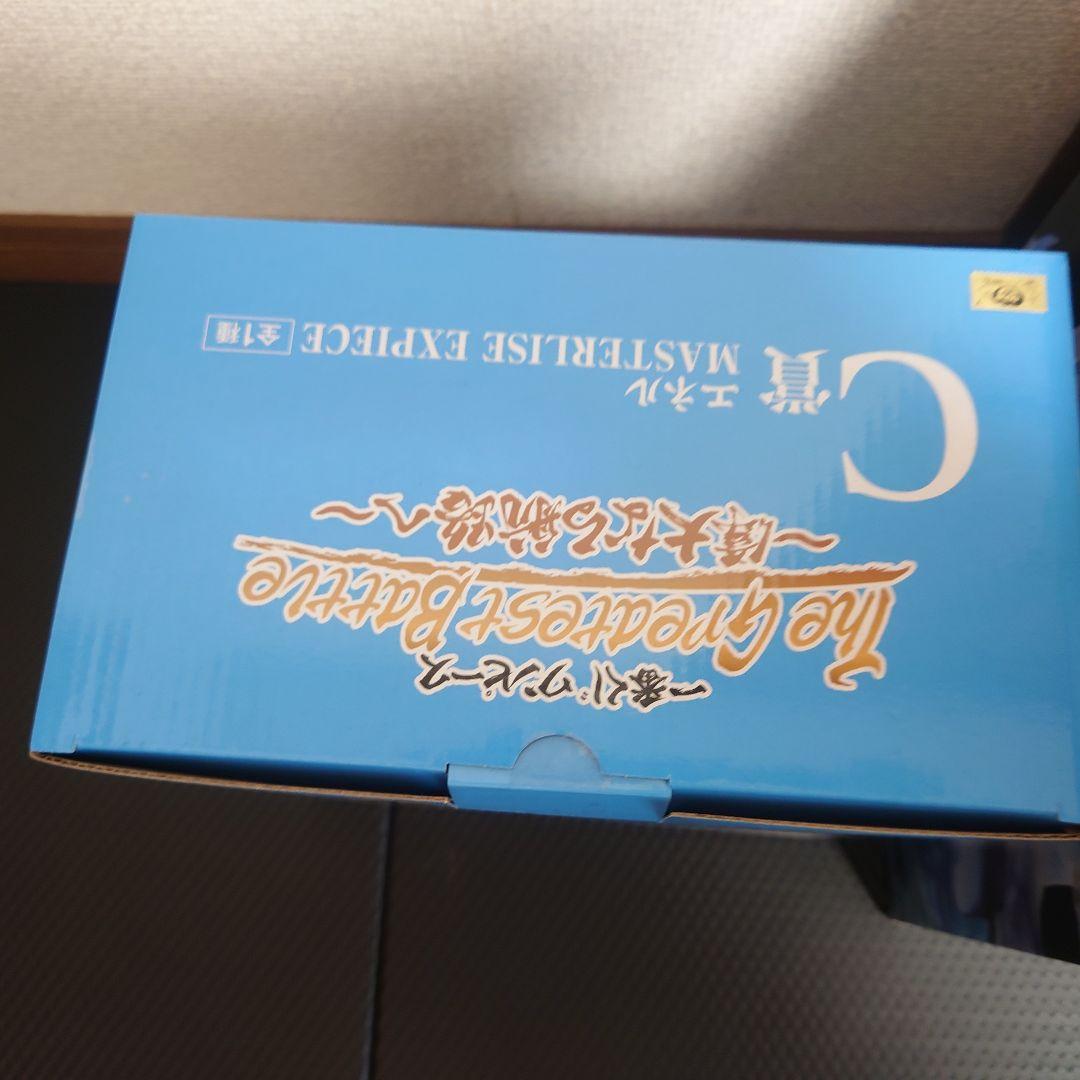 一番くじ ワンピース
The Greatest Battle
～偉大なる航路へ～
C賞
エネル
MASTERLISE EXPIECE 全1種